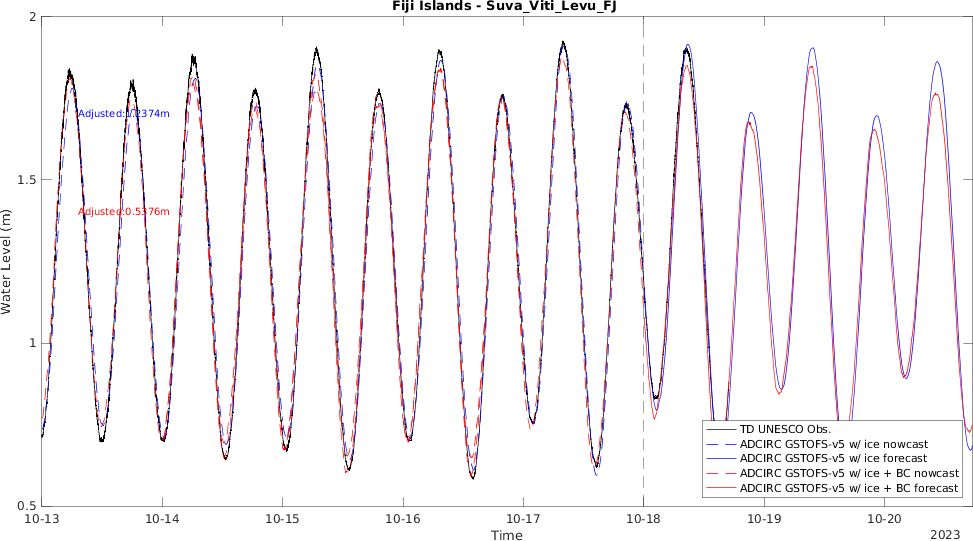 Fiji Islands - Suva_Viti_Levu_FJ
2
1.5
1
0.5
Water Level (m)
Adjusted:1.2374m
Adjusted:0.5376m
TD UNESCO Obs.
ADCIRC GSTOFS-v5 w/ ice nowcast
ADCIRC GSTOFS-v5 w/ ice forecast
ADCIRC GSTOFS-v5 w/ ice + BC nowcast
ADCIRC GSTOFS-v5 w/ ice + BC forecast
10-13 10-14 10-15 10-16 10-17 10-18 10-19 10-20
Time
2023